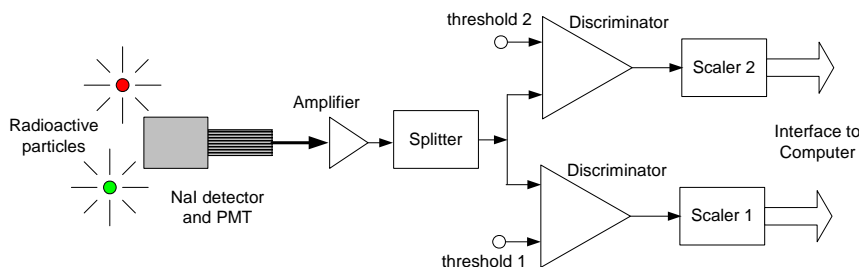 threshold 2
Discriminator
Scaler 2
Amplifier
Radioactive
particles
Splitter
Interface to
Computer
NaI detector
and PMT
Discriminator
Scaler 1
threshold 1